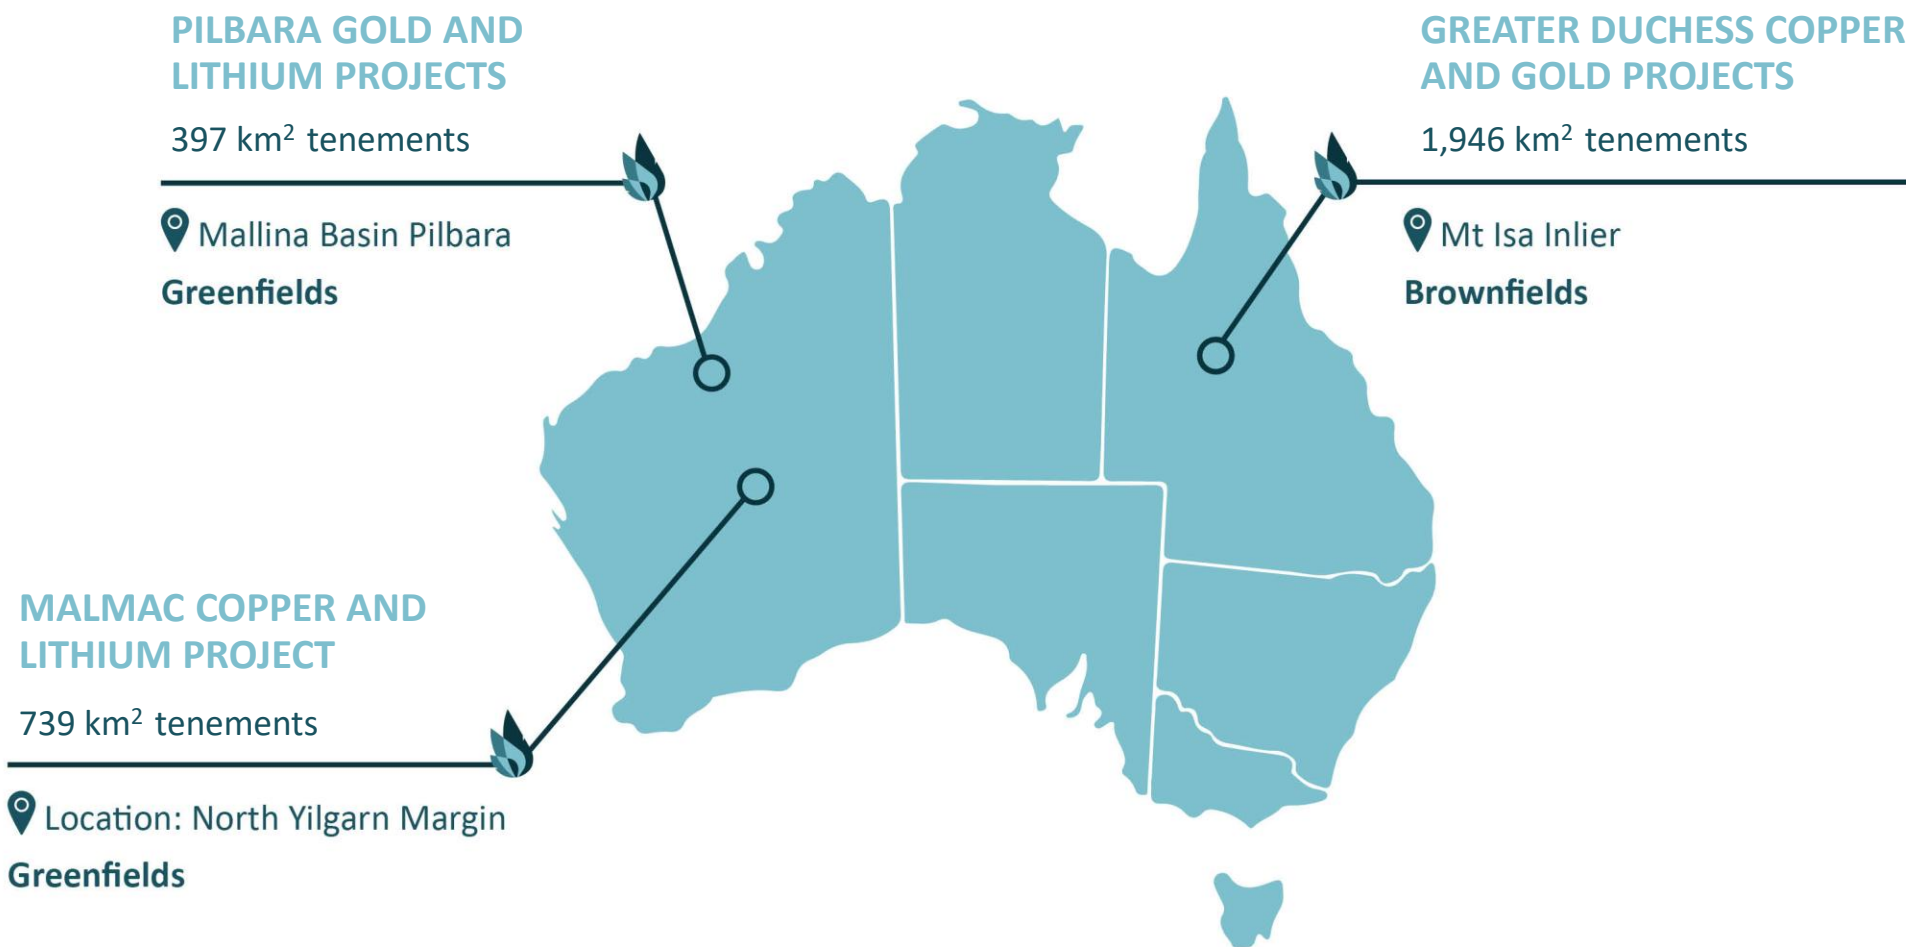 PILBARA GOLD AND
LITHIUM PROJECTS
397 km² tenements
Mallina Basin Pilbara
Greenfields
GREATER DUCHESS COPPER
AND GOLD PROJECTS
1,946 km² tenements
Mt Isa Inlier
Brownfields
MALMAC COPPER AND
LITHIUM PROJECT
739 km² tenements
Location: North Yilgarn Margin
Greenfields